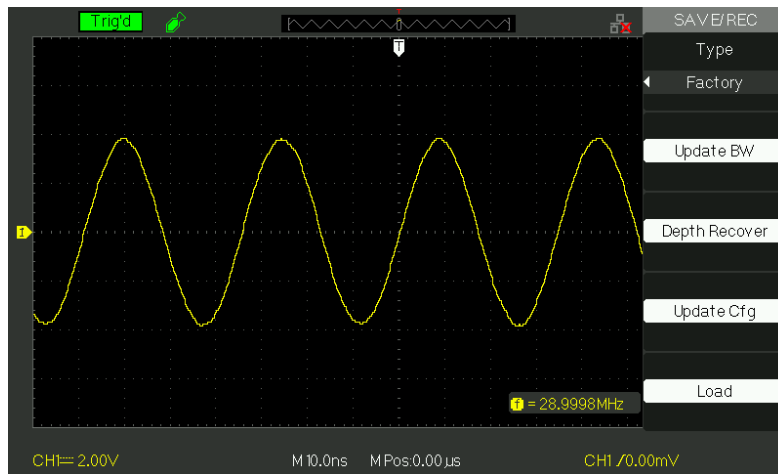 Trig'd
T
SAVE/REC
T
Type
Factory
Update BW
1
Depth Recover
Update Cfg
Load
f = 28.9998MHz
CH1 2.00V
M 10.0ns
M Pos:0.00μs
CH1 /0.00mV